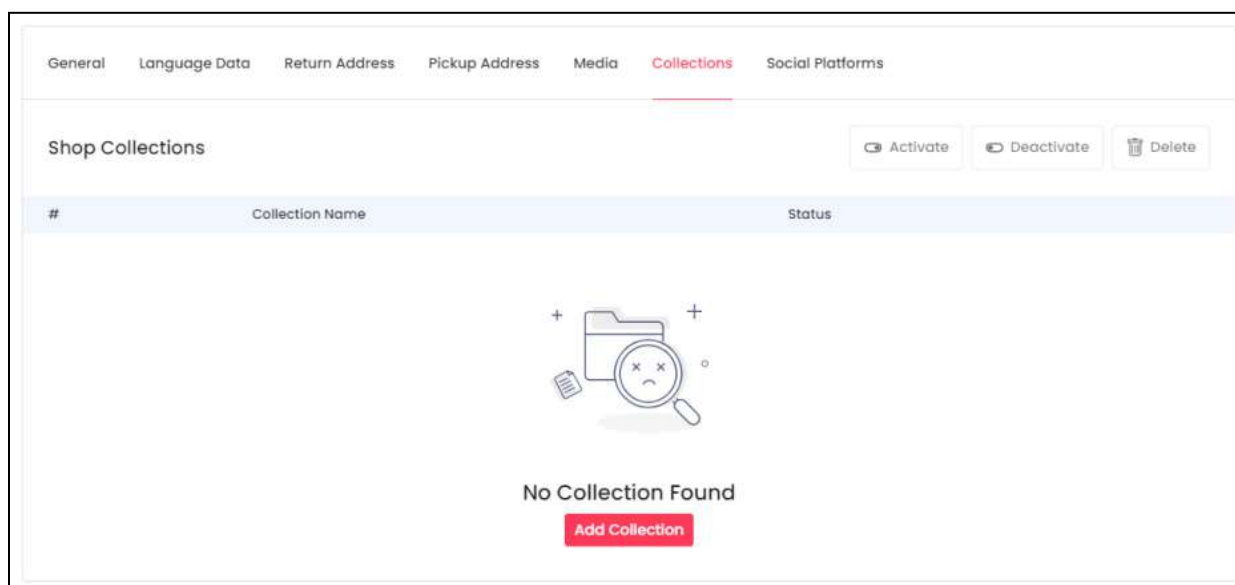 General Language Data Return Address Pickup Address Media Collections Social Platforms
Shop Collections Activate Deactivate Delete
# Collection Name Status
No Collection Found
Add Collection